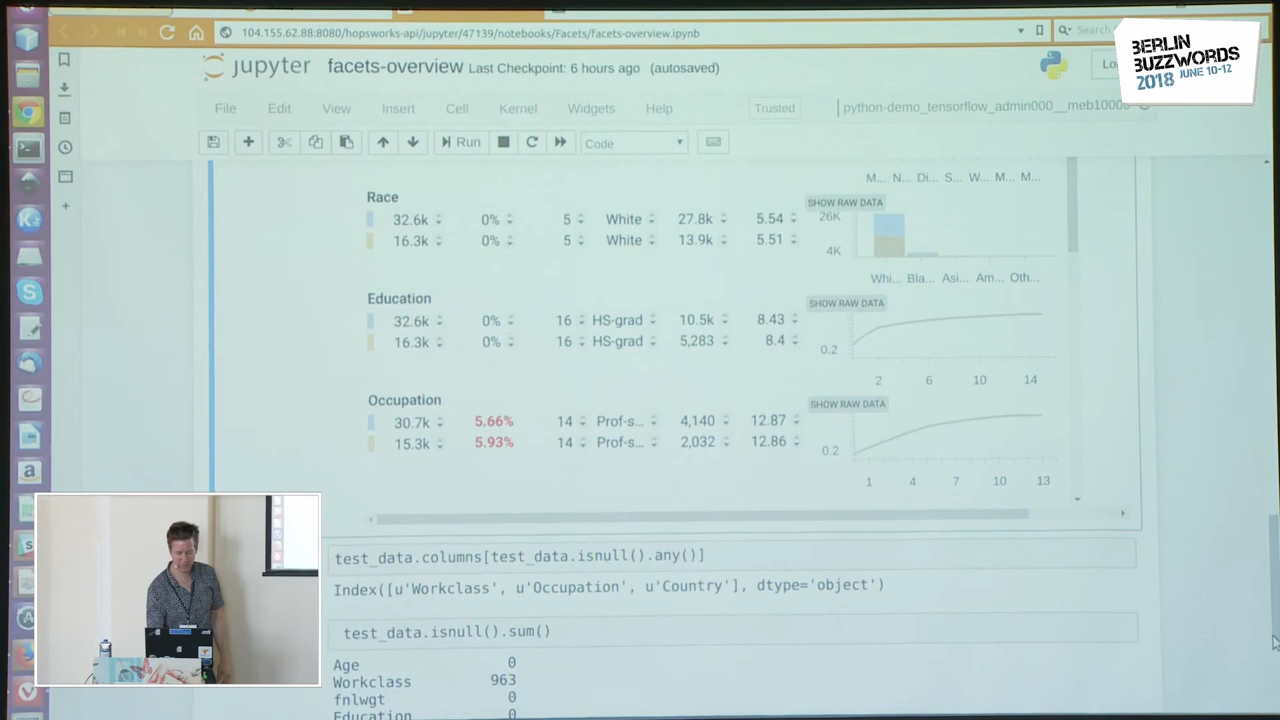 104.155.62.88:8080/hopsworks-api/jupyter/47139/notebooks/Facets/facets-overview.ipynb
Search
BERLIN
BUZZWORDS
2018 JUNE 10-12
jupyter facets-overview Last Checkpoint: 6 hours ago (autosaved)
File Edit View Insert Cell Kernel Widgets Help Trusted
Run Code
M... N... Di... S... W... M... M...
Race
SHOW RAW DATA
32.6k 0% 5 White 27.8k 5.54 26K
16.3k 0% 5 White 13.9k 5.51 4K
Whi... Bla... Asi... Am... Oth...
Education
SHOW RAW DATA
32.6k 0% 16 HS-grad 10.5k 8.43
16.3k 0% 16 HS-grad 5,283 8.4 0.2
2 6 10 14
Occupation
SHOW RAW DATA
30.7k 5.66% 14 Prof-s... 4,140 12.87
15.3k 5.93% 14 Prof-s... 2,032 12.86 0.2
1 4 7 10 13
test_data.columns[test_data.isnull().any()]
Index([u'Workclass', u'Occupation', u'Country'], dtype='object')
test_data.isnull().sum()
Age 0
Workclass 963
fnlwgt 0
Education 0